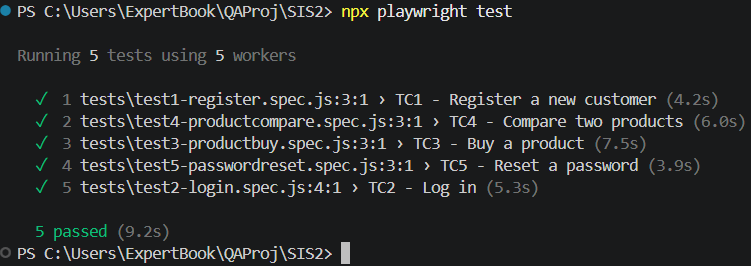 PS C:\Users\ExpertBook\QAProj\SIS2> npx playwright test
Running 5 tests using 5 workers
✓ 1 tests\test1-register.spec.js:3:1 › TC1 - Register a new customer (4.2s)
✓ 2 tests\test4-productcompare.spec.js:3:1 › TC4 - Compare two products (6.0s)
✓ 3 tests\test3-productbuy.spec.js:3:1 › TC3 - Buy a product (7.5s)
✓ 4 tests\test5-passwordreset.spec.js:3:1 › TC5 - Reset a password (3.9s)
✓ 5 tests\test2-login.spec.js:4:1 › TC2 - Log in (5.3s)
5 passed (9.2s)
PS C:\Users\ExpertBook\QAProj\SIS2>